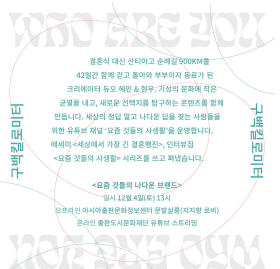 WHO ARE YOU
구백킬로미터
결혼식 대신 산티아고 순례길 900KM를
42일간 함께 걷고 돌아와 부부이자 동료가 된
크리에이터 듀오 혜민 & 현우. 기성의 문화에 작은
균열을 내고, 새로운 선택지를 탐구하는 콘텐츠를 함께
만듭니다. 세상의 정답 말고 나다운 답을 찾는 사람들을
위한 유튜브 채널 '요즘 것들의 사생활'을 운영합니다.
에세이 <세상에서 가장 긴 결혼행진>, 인터뷰집
<요즘 것들의 사생활> 시리즈를 쓰고 펴냈습니다.
구백킬로미터
<요즘 것들의 나다운 브랜드>
일시 12월 4일(토) 13시
오프라인 아시아출판문화정보센터 문발살롱(지지향 로비)
온라인 출판도시문화재단 유튜브 스트리밍